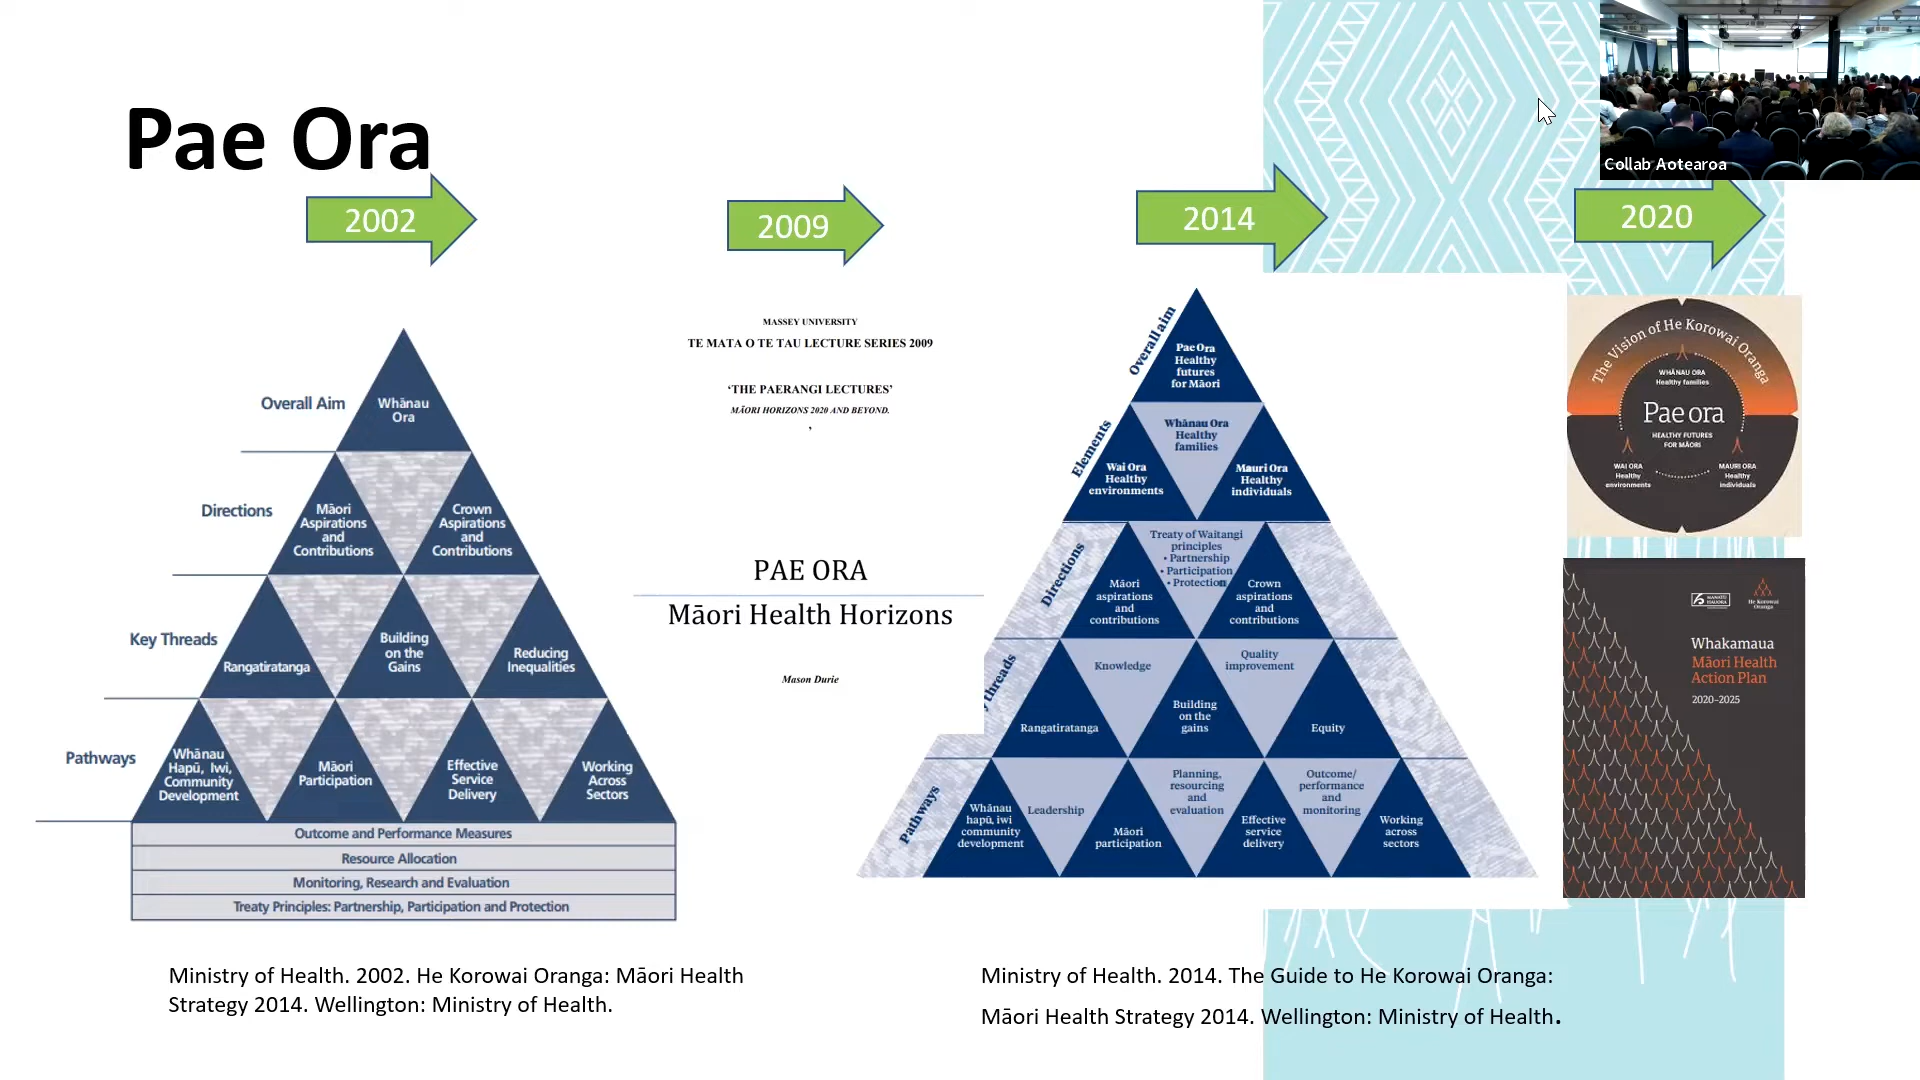 Pae Ora
Collab Aotearoa
2002
2009
2014
2020
Overall Aim
Whānau
Ora
Directions
Māori
Aspirations
and
Contributions
Crown
Aspirations
and
Contributions
Key Threads
Rangatiratanga
Building
on the
Gains
Reducing
Inequalities
Pathways
Whānau
Hapū, Iwi,
Community
Development
Māori
Participation
Effective
Service
Delivery
Working
Across
Sectors
Outcome and Performance Measures
Resource Allocation
Monitoring, Research and Evaluation
Treaty Principles: Partnership, Participation and Protection
MASSEY UNIVERSITY
TE MATA O TE TAU LECTURE SERIES 2009
‘THE PAERANGI LECTURES’
MĀORI HORIZONS 2020 AND BEYOND.
,
PAE ORA
Māori Health Horizons
Mason Durie
Overall aim
Pae Ora
Healthy
futures
for Māori
Elements
Whānau Ora
Healthy
families
Wai Ora
Healthy
environments
Mauri Ora
Healthy
individuals
Directions
Treaty of Waitangi
principles
• Partnership
• Participation
• Protection
Māori
aspirations
and
contributions
Crown
aspirations
and
contributions
threads
Knowledge
Quality
improvement
Rangatiratanga
Building
on the
gains
Equity
Pathways
Whānau
hapū, iwi
community
development
Leadership
Māori
participation
Planning,
resourcing
and
evaluation
Effective
service
delivery
Outcome/
performance
and
monitoring
Working
across
sectors
The Vision of He Korowai Oranga
WHĀNAU ORA
Healthy families
Pae ora
HEALTHY FUTURES
FOR MĀORI
WAI ORA
Healthy
environments
MAURI ORA
Healthy
individuals
MANATŪ
HAUORA
He Korowai
Oranga
Whakamaua
Māori Health
Action Plan
2020–2025
Ministry of Health. 2002. He Korowai Oranga: Māori Health
Strategy 2014. Wellington: Ministry of Health.
Ministry of Health. 2014. The Guide to He Korowai Oranga:
Māori Health Strategy 2014. Wellington: Ministry of Health.